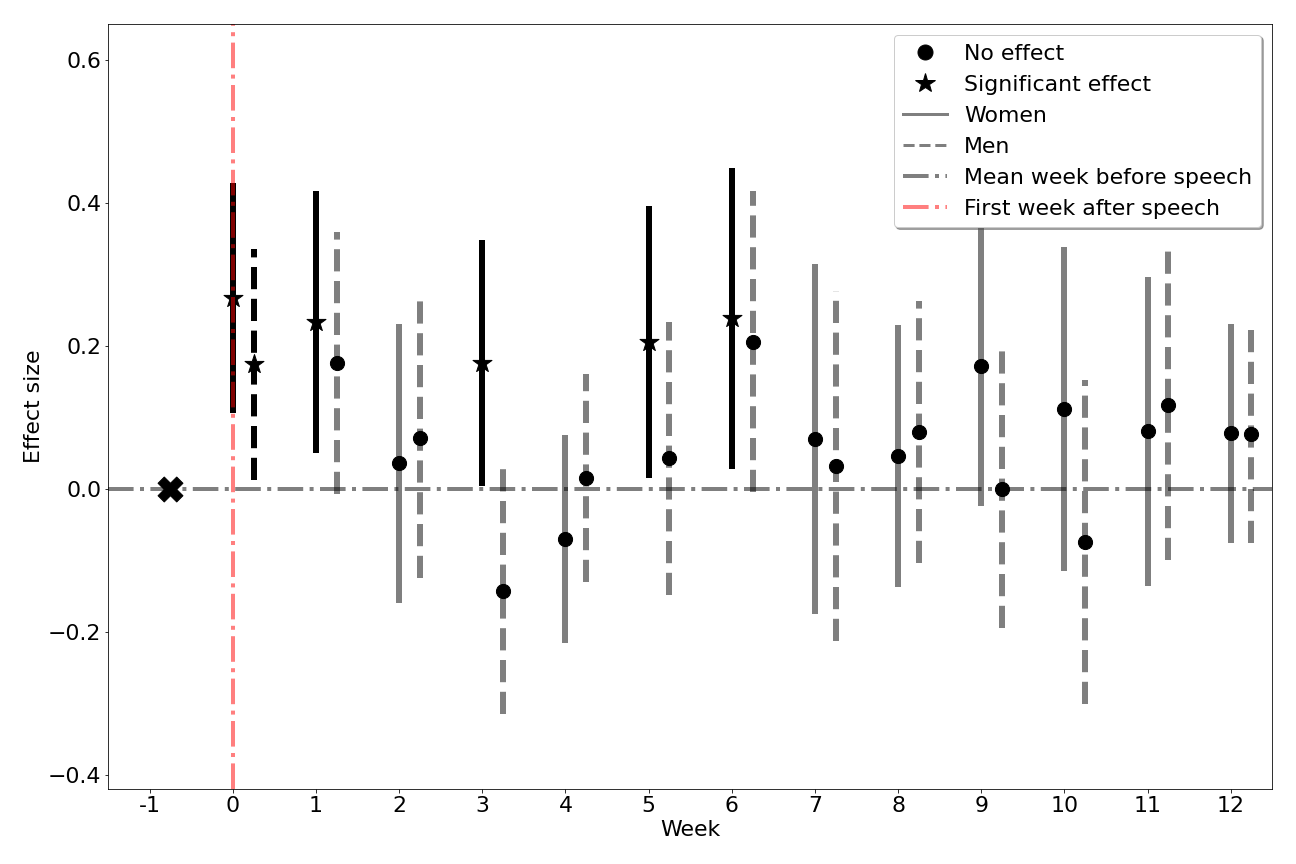 No effect
Significant effect
Women
Men
Mean week before speech
First week after speech
0.6
0.4
0.2
0.0
−0.2
−0.4
Effect size
-1 0 1 2 3 4 5 6 7 8 9 10 11 12
Week